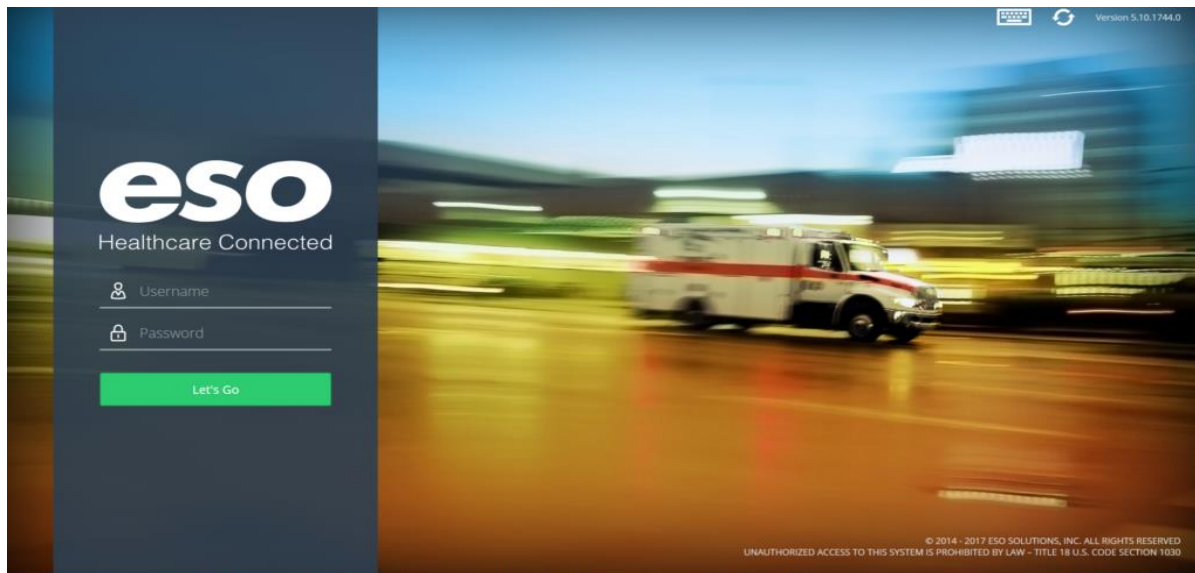 Version 5.10.1744.0
eso
Healthcare Connected
Username
Password
Let's Go
© 2014 - 2017 ESO SOLUTIONS, INC. ALL RIGHTS RESERVED
UNAUTHORIZED ACCESS TO THIS SYSTEM IS PROHIBITED BY LAW – TITLE 18 U.S. CODE SECTION 1030